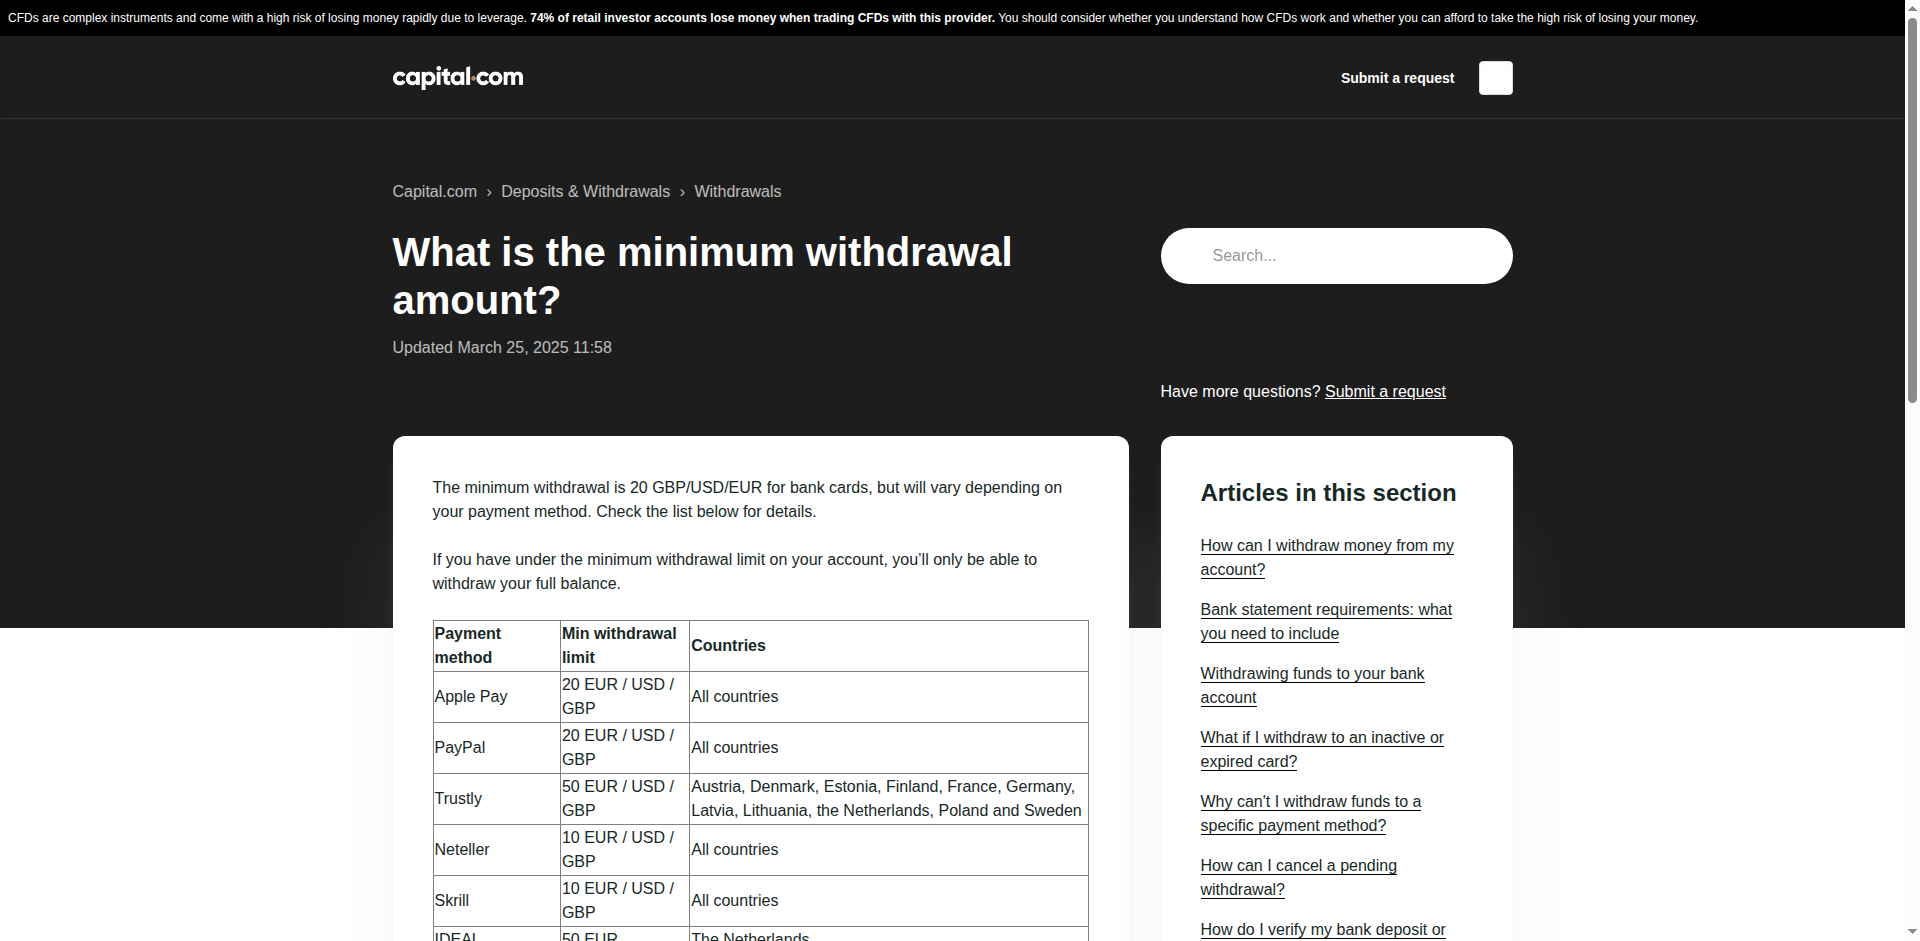 CFDs are complex instruments and come with a high risk of losing money rapidly due to leverage. 74% of retail investor accounts lose money when trading CFDs with this provider. You should consider whether you understand how CFDs work and whether you can afford to take the high risk of losing your money.
capital.com
Submit a request
Capital.com › Deposits & Withdrawals › Withdrawals
What is the minimum withdrawal
amount?
Updated March 25, 2025 11:58
Search...
Have more questions? Submit a request
The minimum withdrawal is 20 GBP/USD/EUR for bank cards, but will vary depending on
your payment method. Check the list below for details.
If you have under the minimum withdrawal limit on your account, you’ll only be able to
withdraw your full balance.
Payment
method
Min withdrawal
limit
Countries
Apple Pay
20 EUR / USD /
GBP
All countries
PayPal
20 EUR / USD /
GBP
All countries
Trustly
50 EUR / USD /
GBP
Austria, Denmark, Estonia, Finland, France, Germany,
Latvia, Lithuania, the Netherlands, Poland and Sweden
Neteller
10 EUR / USD /
GBP
All countries
Skrill
10 EUR / USD /
GBP
All countries
IDEAL
50 EUR
The Netherlands
Articles in this section
How can I withdraw money from my
account?
Bank statement requirements: what
you need to include
Withdrawing funds to your bank
account
What if I withdraw to an inactive or
expired card?
Why can't I withdraw funds to a
specific payment method?
How can I cancel a pending
withdrawal?
How do I verify my bank deposit or